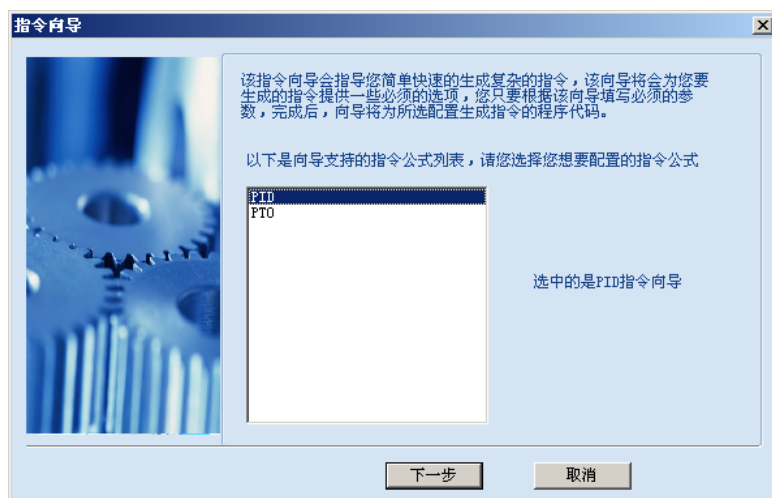 指令向导
该指令向导会指导您简单快速的生成复杂的指令，该向导将会为您要
生成的指令提供一些必须的选项，您只要根据该向导填写必须的参
数，完成后，向导将为所选配置生成指令的程序代码。
以下是向导支持的指令公式列表，请您选择您想要配置的指令公式
PID
PTO
选中的是PID指令向导
下一步
取消